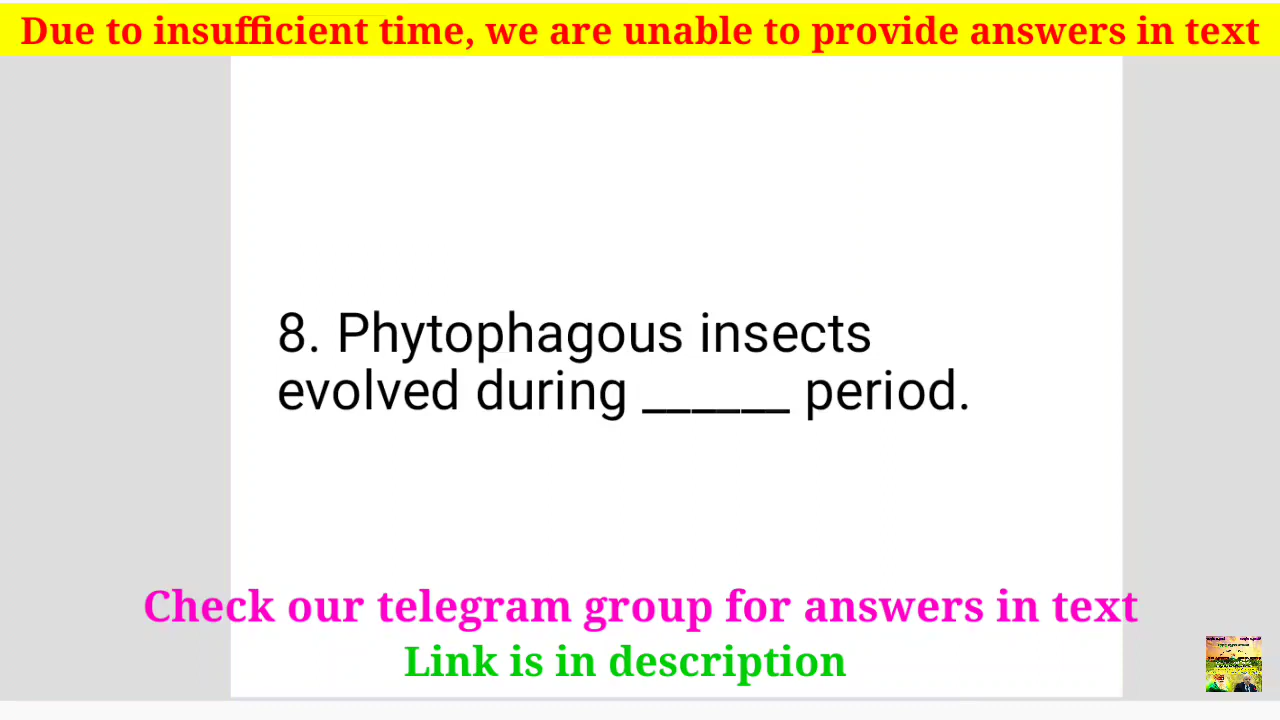 Due to insufficient time, we are unable to provide answers in text
8. Phytophagous insects
evolved during ______ period.
Check our telegram group for answers in text
Link is in description